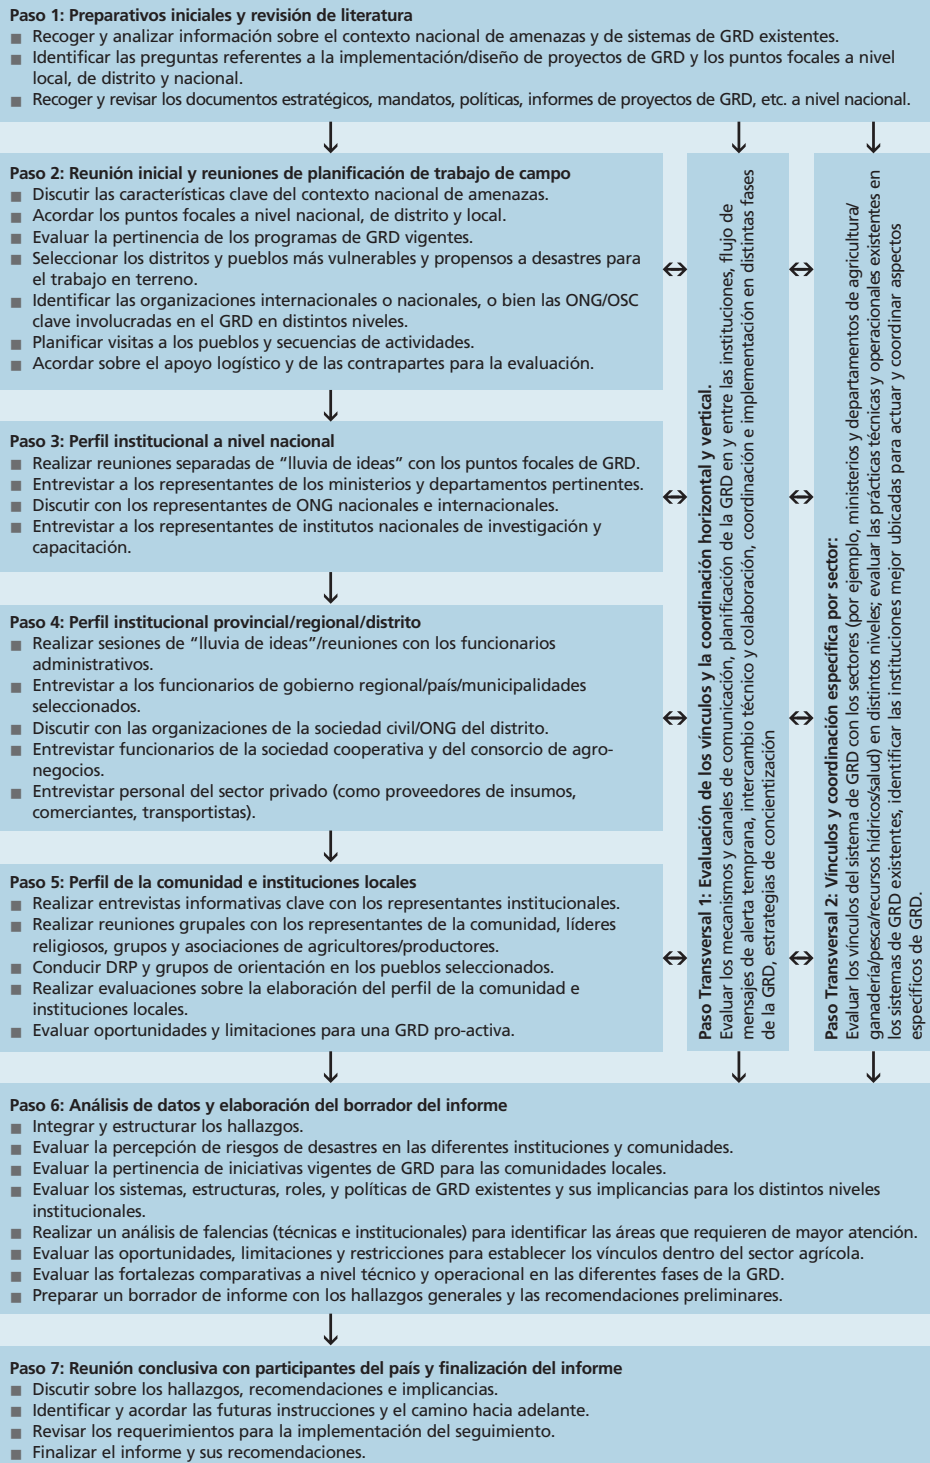 Paso 1: Preparativos iniciales y revisión de literatura
■ Recoger y analizar información sobre el contexto nacional de amenazas y de sistemas de GRD existentes.
■ Identificar las preguntas referentes a la implementación/diseño de proyectos de GRD y los puntos focales a nivel
local, de distrito y nacional.
■ Recoger y revisar los documentos estratégicos, mandatos, políticas, informes de proyectos de GRD, etc. a nivel nacional.
Paso 2: Reunión inicial y reuniones de planificación de trabajo de campo
■ Discutir las características clave del contexto nacional de amenazas.
■ Acordar los puntos focales a nivel nacional, de distrito y local.
■ Evaluar la pertinencia de los programas de GRD vigentes.
■ Seleccionar los distritos y pueblos más vulnerables y propensos a desastres para
el trabajo en terreno.
■ Identificar las organizaciones internacionales o nacionales, o bien las ONG/OSC
clave involucradas en el GRD en distintos niveles.
■ Planificar visitas a los pueblos y secuencias de actividades.
■ Acordar sobre el apoyo logístico y de las contrapartes para la evaluación.
Paso 3: Perfil institucional a nivel nacional
■ Realizar reuniones separadas de “lluvia de ideas” con los puntos focales de GRD.
■ Entrevistar a los representantes de los ministerios y departamentos pertinentes.
■ Discutir con los representantes de ONG nacionales e internacionales.
■ Entrevistar a los representantes de institutos nacionales de investigación y
capacitación.
Paso 4: Perfil institucional provincial/regional/distrito
■ Realizar sesiones de “lluvia de ideas”/reuniones con los funcionarios
administrativos.
■ Entrevistar a los funcionarios de gobierno regional/país/municipalidades
seleccionados.
■ Discutir con las organizaciones de la sociedad civil/ONG del distrito.
■ Entrevistar funcionarios de la sociedad cooperativa y del consorcio de agro-
negocios.
■ Entrevistar personal del sector privado (como proveedores de insumos,
comerciantes, transportistas).
Paso 5: Perfil de la comunidad e instituciones locales
■ Realizar entrevistas informativas clave con los representantes institucionales.
■ Realizar reuniones grupales con los representantes de la comunidad, líderes
religiosos, grupos y asociaciones de agricultores/productores.
■ Conducir DRP y grupos de orientación en los pueblos seleccionados.
■ Realizar evaluaciones sobre la elaboración del perfil de la comunidad e
instituciones locales.
■ Evaluar oportunidades y limitaciones para una GRD pro-activa.
Paso Transversal 1: Evaluación de los vínculos y la coordinación horizontal y vertical.
Evaluar los mecanismos y canales de comunicación, planificación de la GRD en y entre las instituciones, flujo de
mensajes de alerta temprana, intercambio técnico y colaboración, coordinación e implementación en distintas fases
de la GRD, estrategias de concientización
Paso Transversal 2: Vínculos y coordinación específica por sector:
Evaluar los vínculos del sistema de GRD con los sectores (por ejemplo, ministerios y departamentos de agricultura/
ganadería/pesca/recursos hídricos/salud) en distintos niveles; evaluar las prácticas técnicas y operacionales existentes en
los sistemas de GRD existentes, identificar las instituciones mejor ubicadas para actuar y coordinar aspectos
específicos de GRD.
Paso 6: Análisis de datos y elaboración del borrador del informe
■ Integrar y estructurar los hallazgos.
■ Evaluar la percepción de riesgos de desastres en las diferentes instituciones y comunidades.
■ Evaluar la pertinencia de iniciativas vigentes de GRD para las comunidades locales.
■ Evaluar los sistemas, estructuras, roles, y políticas de GRD existentes y sus implicancias para los distintos niveles
institucionales.
■ Realizar un análisis de falencias (técnicas e institucionales) para identificar las áreas que requieren de mayor atención.
■ Evaluar las oportunidades, limitaciones y restricciones para establecer los vínculos dentro del sector agrícola.
■ Evaluar las fortalezas comparativas a nivel técnico y operacional en las diferentes fases de la GRD.
■ Preparar un borrador de informe con los hallazgos generales y las recomendaciones preliminares.
Paso 7: Reunión conclusiva con participantes del país y finalización del informe
■ Discutir sobre los hallazgos, recomendaciones e implicancias.
■ Identificar y acordar las futuras instrucciones y el camino hacia adelante.
■ Revisar los requerimientos para la implementación del seguimiento.
■ Finalizar el informe y sus recomendaciones.